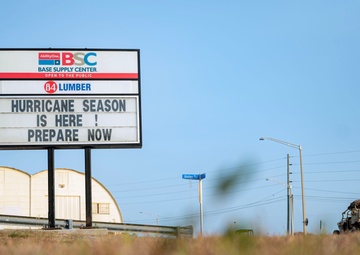 BSC
BASE SUPPLY CENTER
OPEN TO THE PUBLIC
84 LUMBER
HURRICANE SEASON
IS HERE !
PREPARE NOW